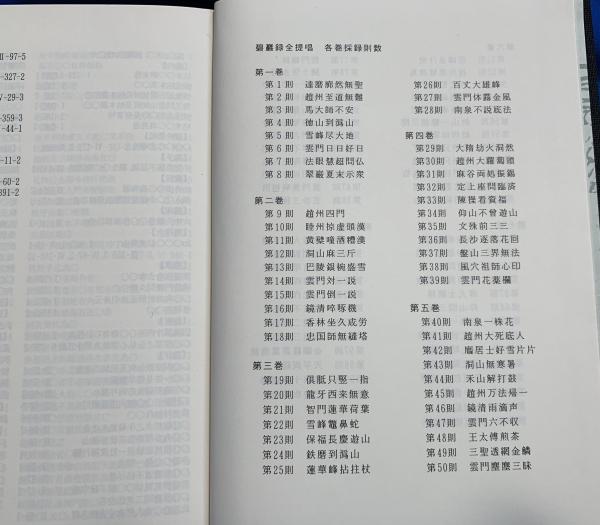 II-97-5
-327-2
V-29-3
-359-3
-44-1
-11-2
-60-2
391-2
碧巖録全提唱 各巻採録則数
第一巻
第1則 達磨廓然無聖
第2則 趙州至道無難
第3則 馬大師不安
第4則 徳山到潙山
第5則 雪峰尽大地
第6則 雲門日日好日
第7則 法眼慧超問仏
第8則 翠巖夏末示衆
第二巻
第9則 趙州四門
第10則 睦州掠虚頭漢
第11則 黄檗噇酒糟漢
第12則 洞山麻三斤
第13則 巴陵銀椀盛雪
第14則 雲門対一説
第15則 雲門倒一説
第16則 鏡清啐啄機
第17則 香林坐久成労
第18則 忠国師無縫塔
第三巻
第19則 倶胝只竪一指
第20則 龍牙西来無意
第21則 智門蓮華荷葉
第22則 雪峰鼈鼻蛇
第23則 保福長慶遊山
第24則 鉄磨到潙山
第25則 蓮華峰拈拄杖
第26則 百丈大雄峰
第27則 雲門体露金風
第28則 南泉不説底法
第四巻
第29則 大隋劫火洞然
第30則 趙州大蘿蔔頭
第31則 麻谷両処振錫
第32則 定上座問臨済
第33則 陳操看資福
第34則 仰山不曾遊山
第35則 文殊前三三
第36則 長沙逐落花回
第37則 盤山三界無法
第38則 風穴祖師心印
第39則 雲門花薬欄
第五巻
第40則 南泉一株花
第41則 趙州大死底人
第42則 龐居士好雪片片
第43則 洞山無寒暑
第44則 禾山解打鼓
第45則 趙州万法帰一
第46則 鏡清雨滴声
第47則 雲門六不収
第48則 王太傅煎茶
第49則 三聖透網金鱗
第50則 雲門塵塵三昧